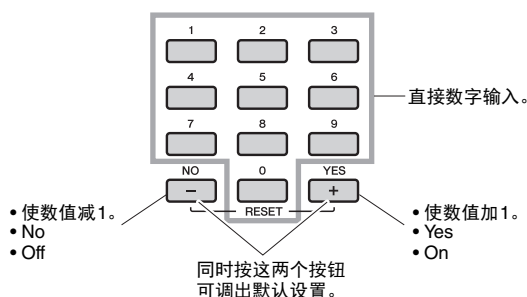 1 2 3
4 5 6
直接数字输入。
7 8 9
NO 0 YES
− +
RESET
• 使数值减1。
• No
• Off
• 使数值加1。
• Yes
• On
同时按这两个按钮
可调出默认设置。